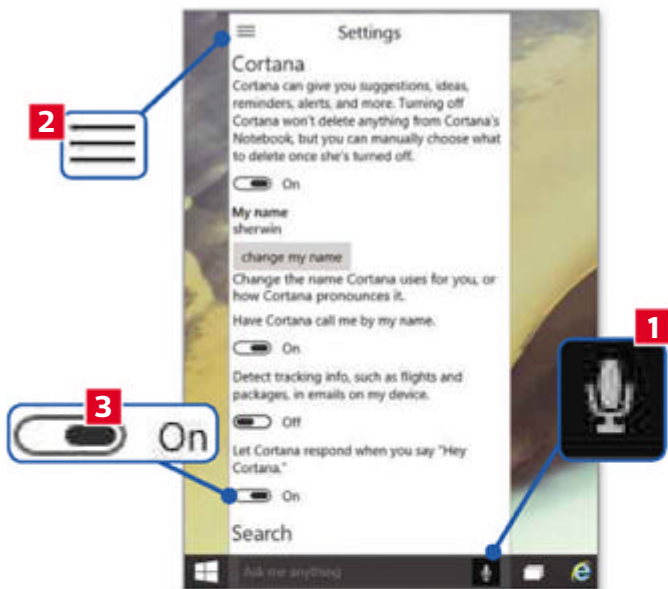 Settings
Cortana
Cortana can give you suggestions, ideas,
reminders, alerts, and more. Turning off
Cortana won't delete anything from Cortana's
Notebook, but you can manually choose what
to delete once she's turned off.
On
My name
sherwin
change my name
Change the name Cortana uses for you, or
how Cortana pronounces it.
Have Cortana call me by my name.
On
Detect tracking info, such as flights and
packages, in emails on my device.
Off
Let Cortana respond when you say "Hey
Cortana."
On
Search
Ask me anything
2
1
3
On